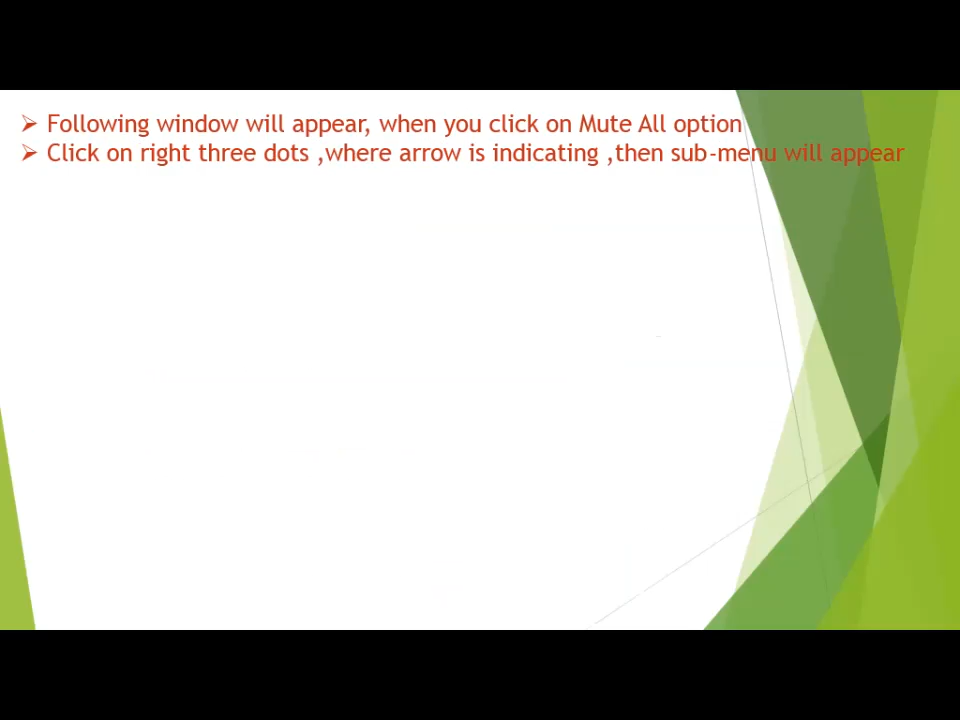 ➢ Following window will appear, when you click on Mute All option
➢ Click on right three dots ,where arrow is indicating ,then sub-menu will appear